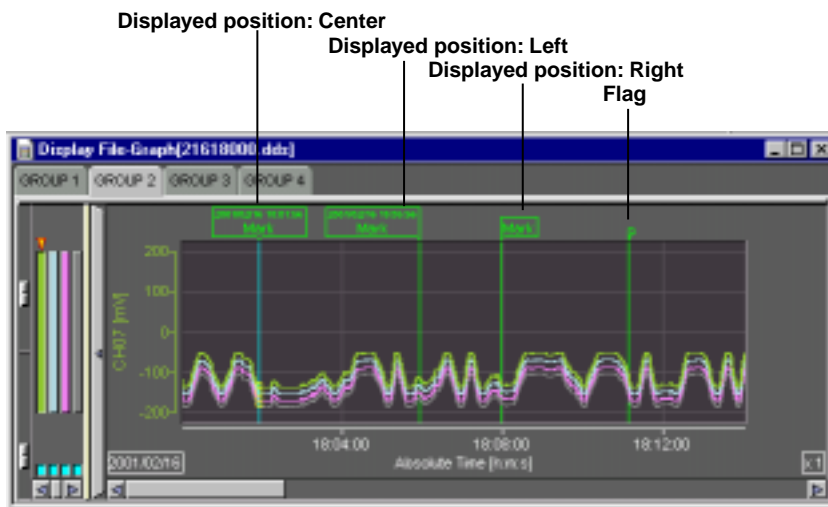 Displayed position: Center
Displayed position: Left
Displayed position: Right
Flag
Display File-Graph[21618000.dds]
GROUP 1 GROUP 2 GROUP 3 GROUP 4
Mark Mark Mark
200
100
0
-100
-200
CH07 [mV]
18:04:00 18:08:00 18:12:00
2001/02/16 Absolute Time [h:m:s] x1